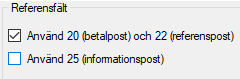 Referensfält
Använd 20 (betalpost) och 22 (referenspost)
Använd 25 (informationspost)